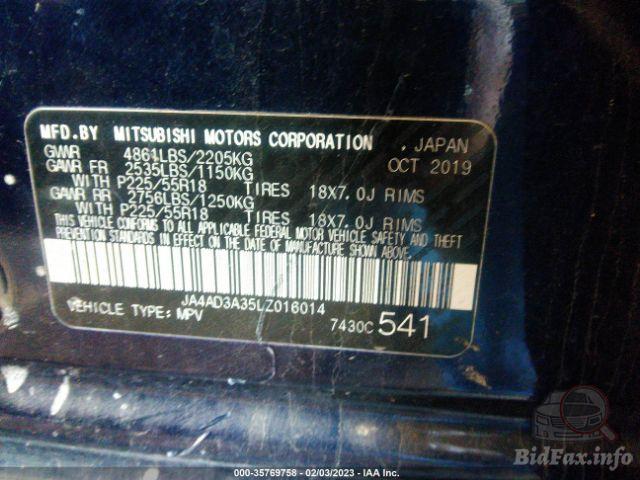 MFD.BY MITSUBISHI MOTORS CORPORATION . JAPAN
GVWR 4861LBS/2205KG OCT 2019
GAWR FR 2535LBS/1150KG
WITH P225/55R18 TIRES 18X7.0J RIMS
GAWR RR 2756LBS/1250KG
WITH P225/55R18 TIRES 18X7.0J RIMS
THIS VEHICLE CONFORMS TO ALL APPLICABLE FEDERAL MOTOR VEHICLE SAFETY AND THEFT
PREVENTION STANDARDS IN EFFECT ON THE DATE OF MANUFACTURE SHOWN ABOVE.
JA4AD3A35LZ016014
VEHICLE TYPE: MPV
7430C 541
BidFax.info
000-35769758 - 02/03/2023 - IAA Inc.